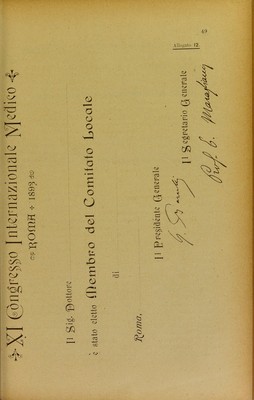 69
Allegato 12.
XI Congresso Internazionale Medico
ROMA + 1893
Il Sig. Dottore
è stato eletto Membro del Comitato Locale
di
Roma,
Il Presidente Generale
Il Segretario Generale
Prof. E. Maragliano